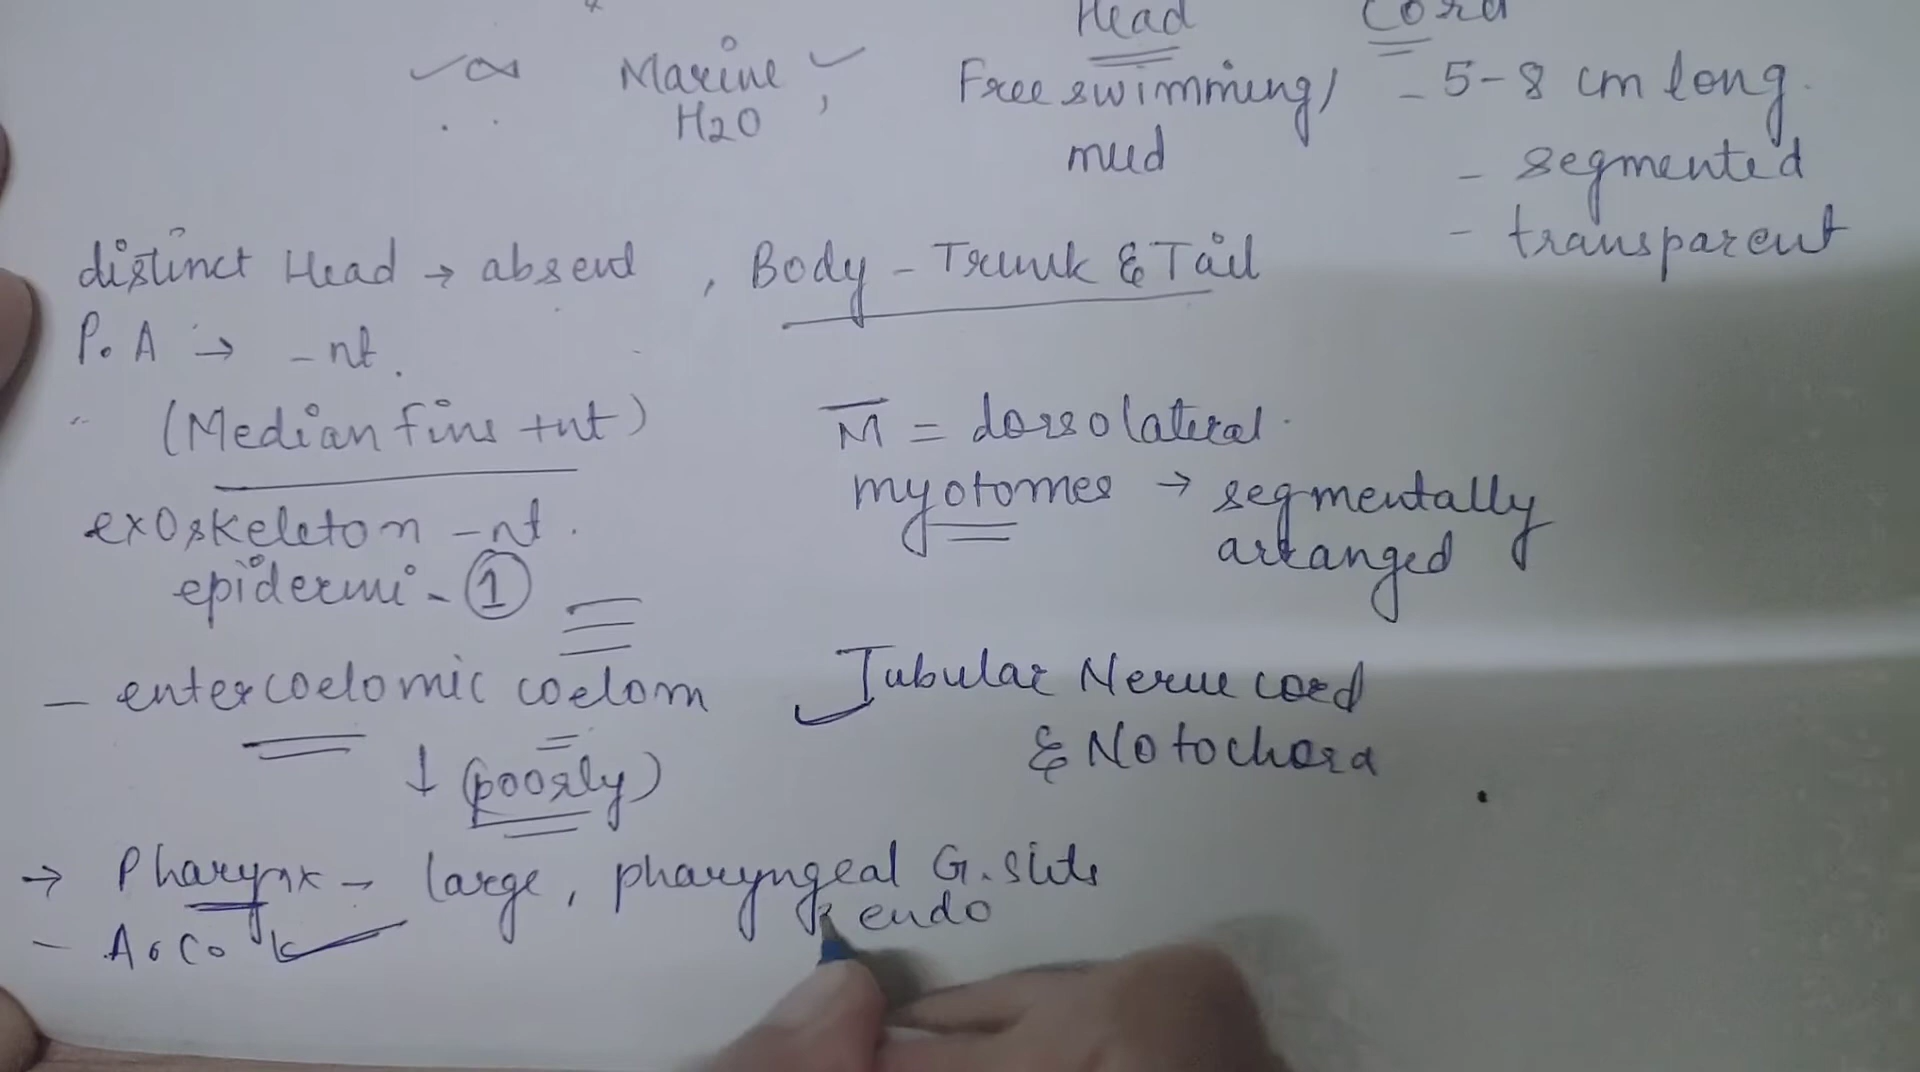 Head Cord
Marine, Free swimming/ - 5-8 cm long.
H2O mud
- segmented
- transparent
distinct Head → absent, Body - Trunk & Tail
P. A → -nt.
(Median fins +nt)
M = dorsolateral
myotomes → segmentally
arranged
exoskeleton -nt.
epidermi - 1
- entercoelomic coelom
↓ (poorly)
Tubular Nerve cord
& Notochord
→ Pharynx - large, pharyngeal G. slits
endo
- A. C.